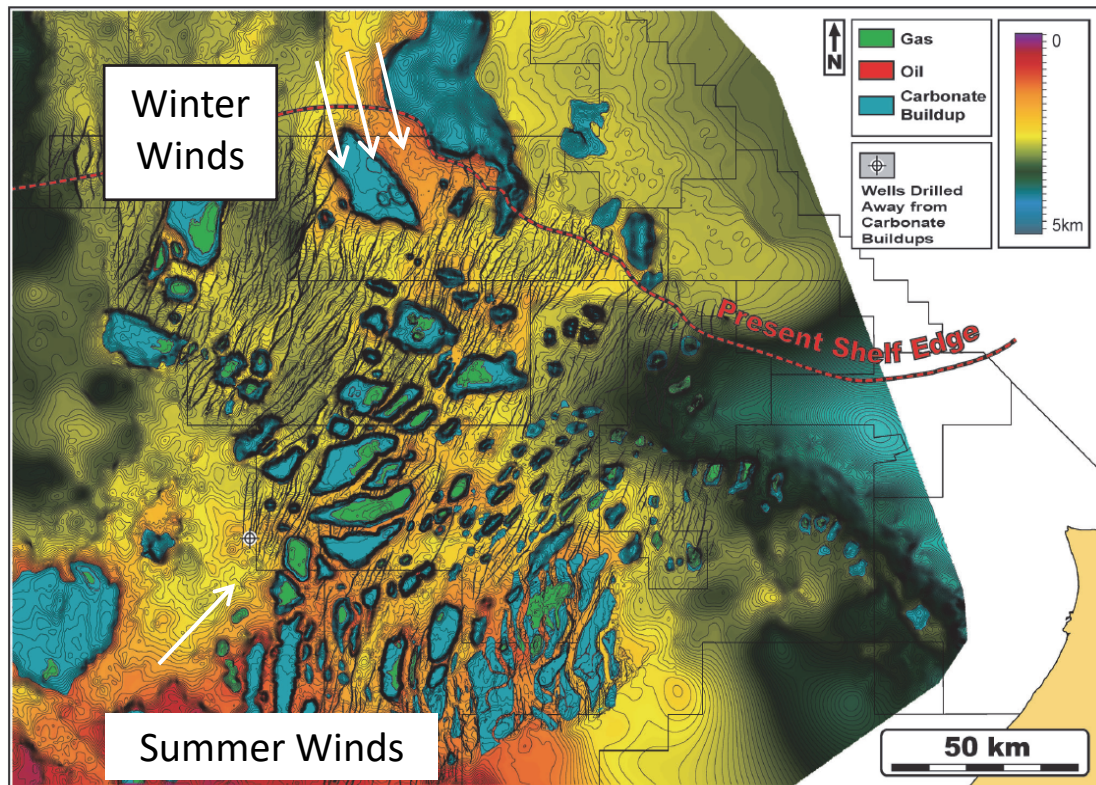 Winter
Winds
Gas
Oil
Carbonate
Buildup
Wells Drilled
Away from
Carbonate
Buildups
N
0
5km
Present Shelf Edge
Summer Winds
50 km